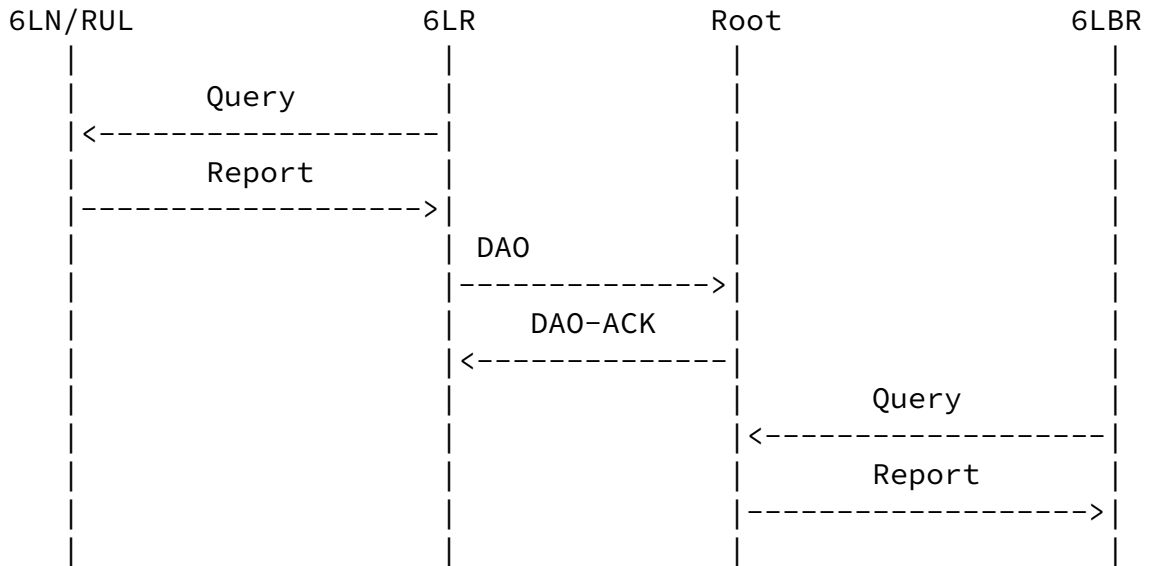 6LN/RUL 6LR Root 6LBR
Query
Report
DAO
DAO-ACK
Query
Report